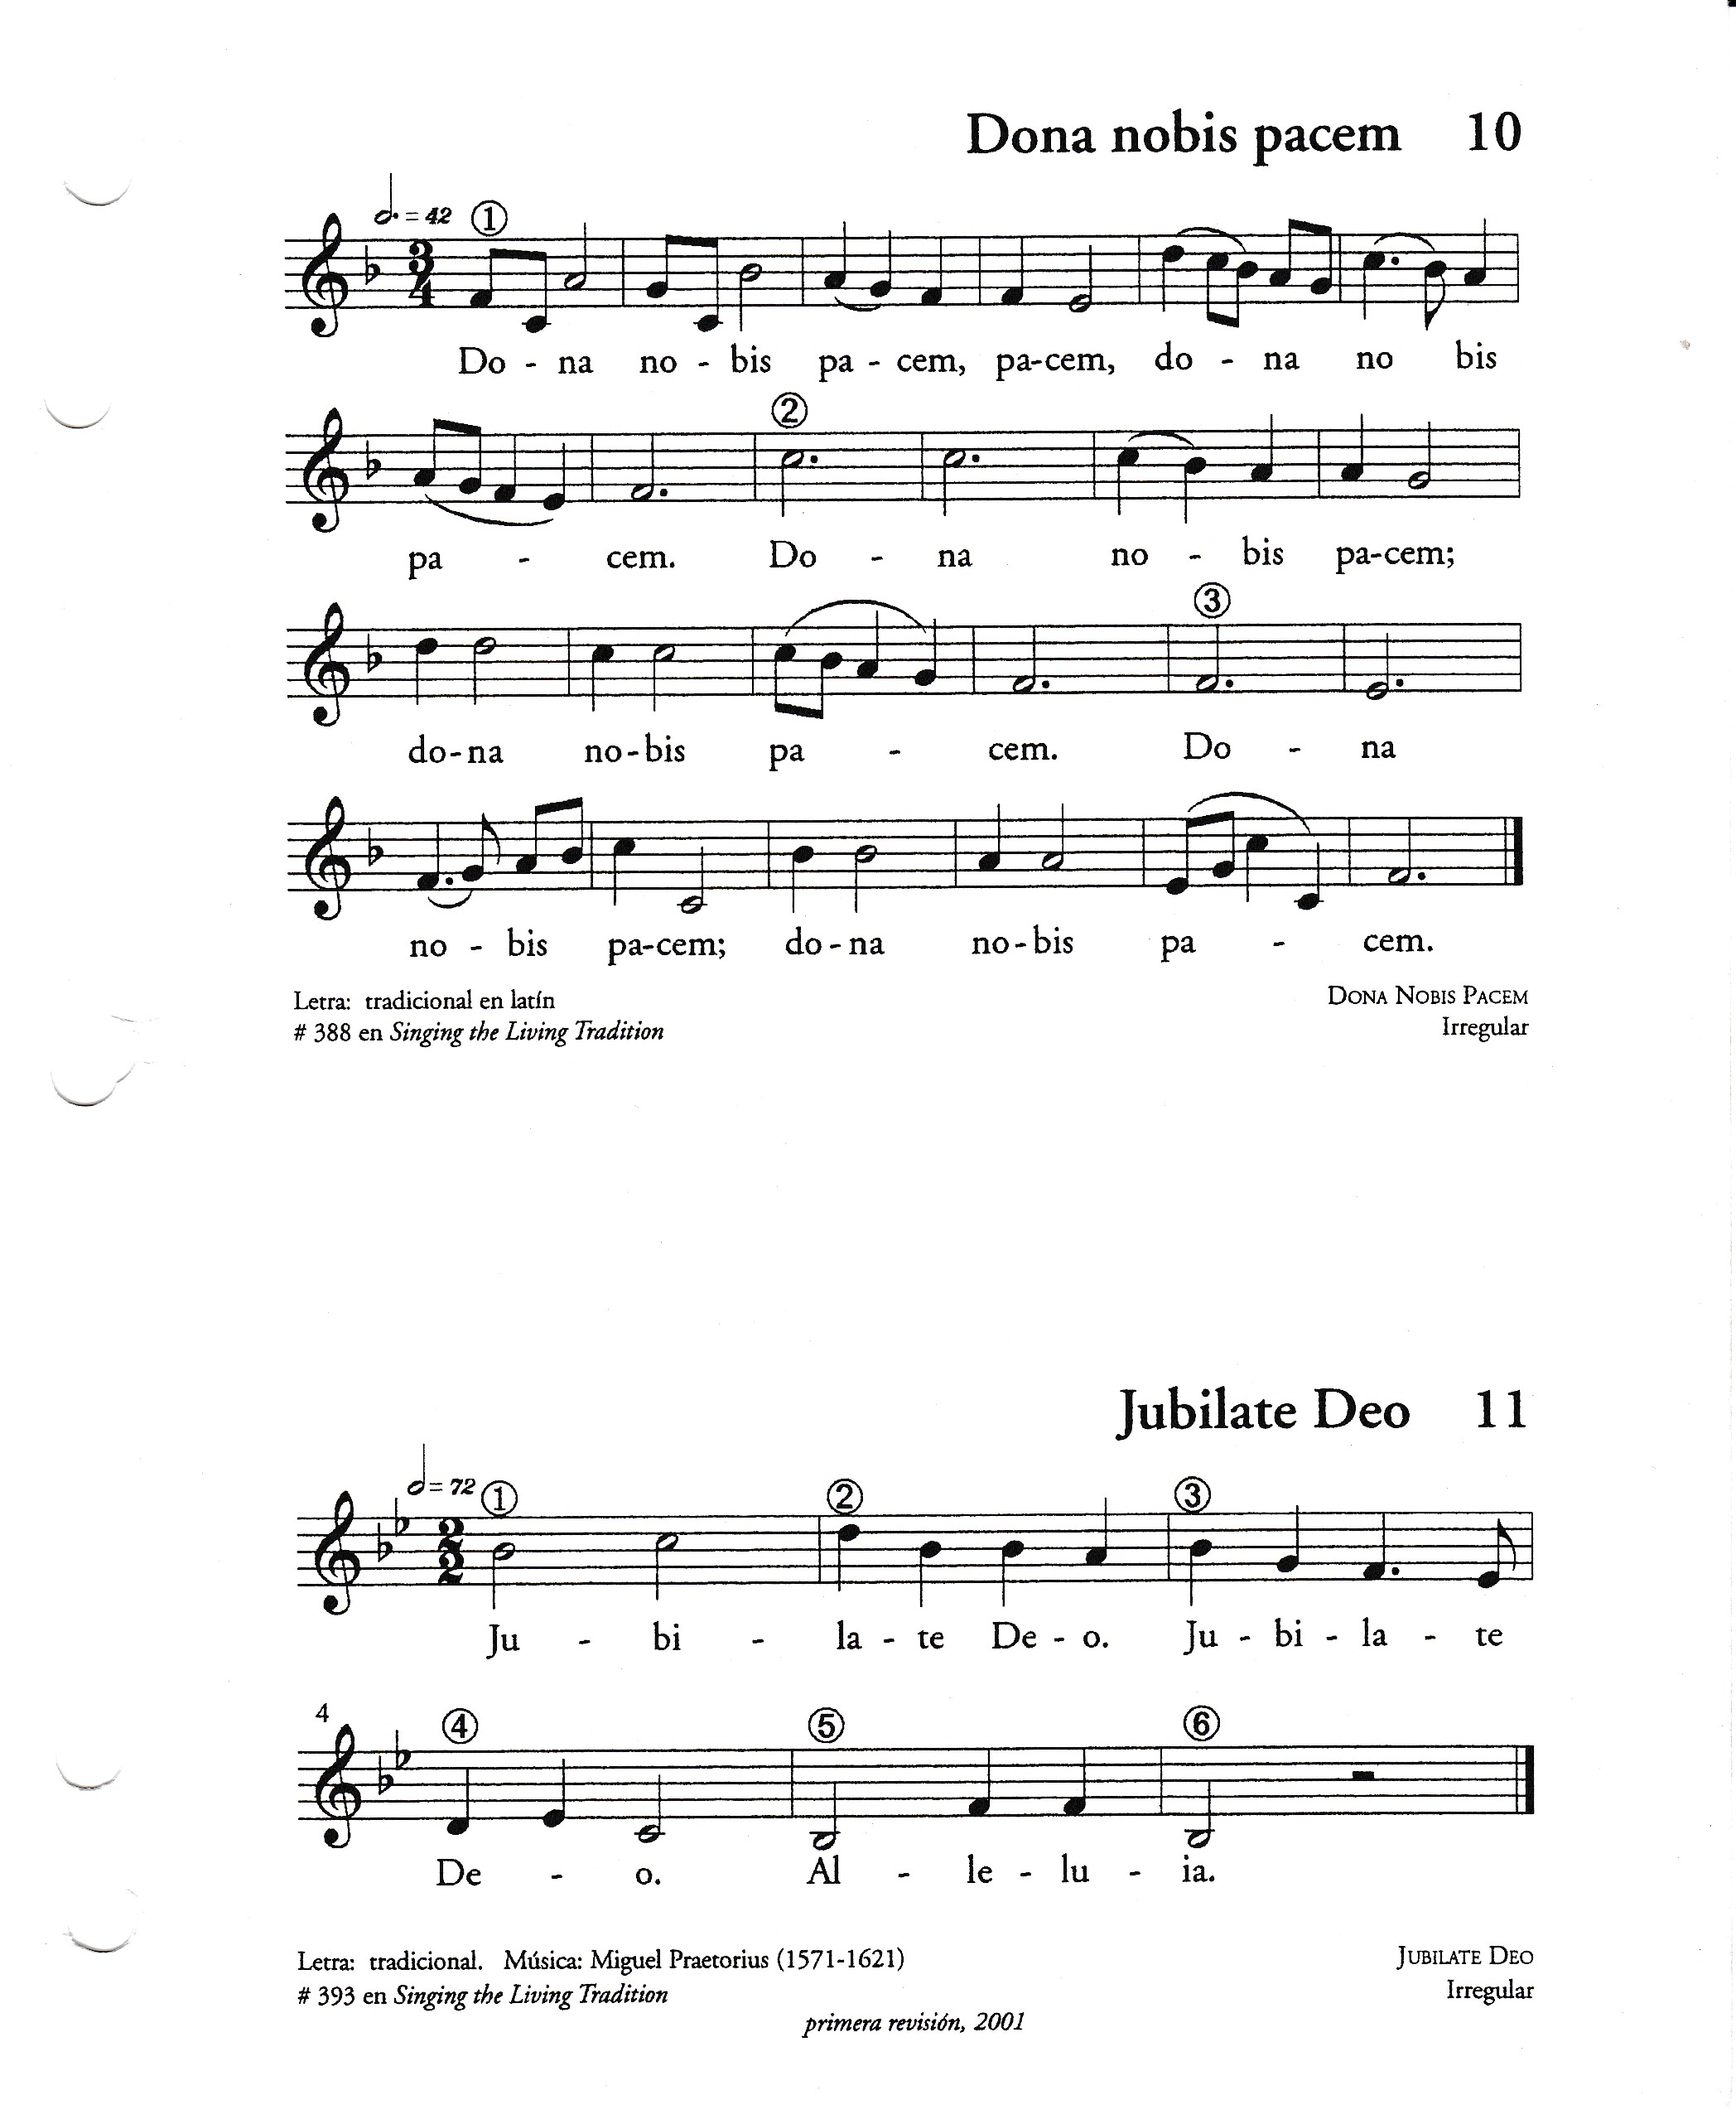 Dona nobis pacem 10
𝅗𝅥. = 42 ①
3
4
Do - na no - bis pa - cem, pa-cem, do - na no bis
②
pa - cem. Do - na no - bis pa-cem;
③
do-na no-bis pa - cem. Do - na
no - bis pa-cem; do-na no-bis pa - cem.
Letra: tradicional en latín
# 388 en Singing the Living Tradition
DONA NOBIS PACEM
Irregular
Jubilate Deo 11
𝅗𝅥 = 72 ① ② ③
2
2
Ju - bi - la - te De - o. Ju - bi - la - te
4 ④ ⑤ ⑥
De - o. Al - le - lu - ia.
Letra: tradicional. Música: Miguel Praetorius (1571-1621)
# 393 en Singing the Living Tradition
JUBILATE DEO
Irregular
primera revisión, 2001